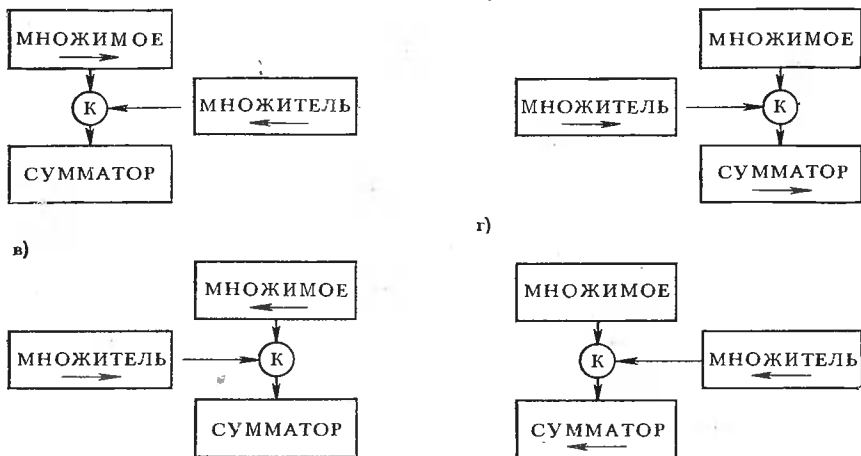 МНОЖИМОЕ
К
МНОЖИТЕЛЬ
СУММАТОР
МНОЖИМОЕ
МНОЖИТЕЛЬ
К
СУММАТОР
в)
МНОЖИМОЕ
МНОЖИТЕЛЬ
К
СУММАТОР
г)
МНОЖИМОЕ
К
МНОЖИТЕЛЬ
СУММАТОР